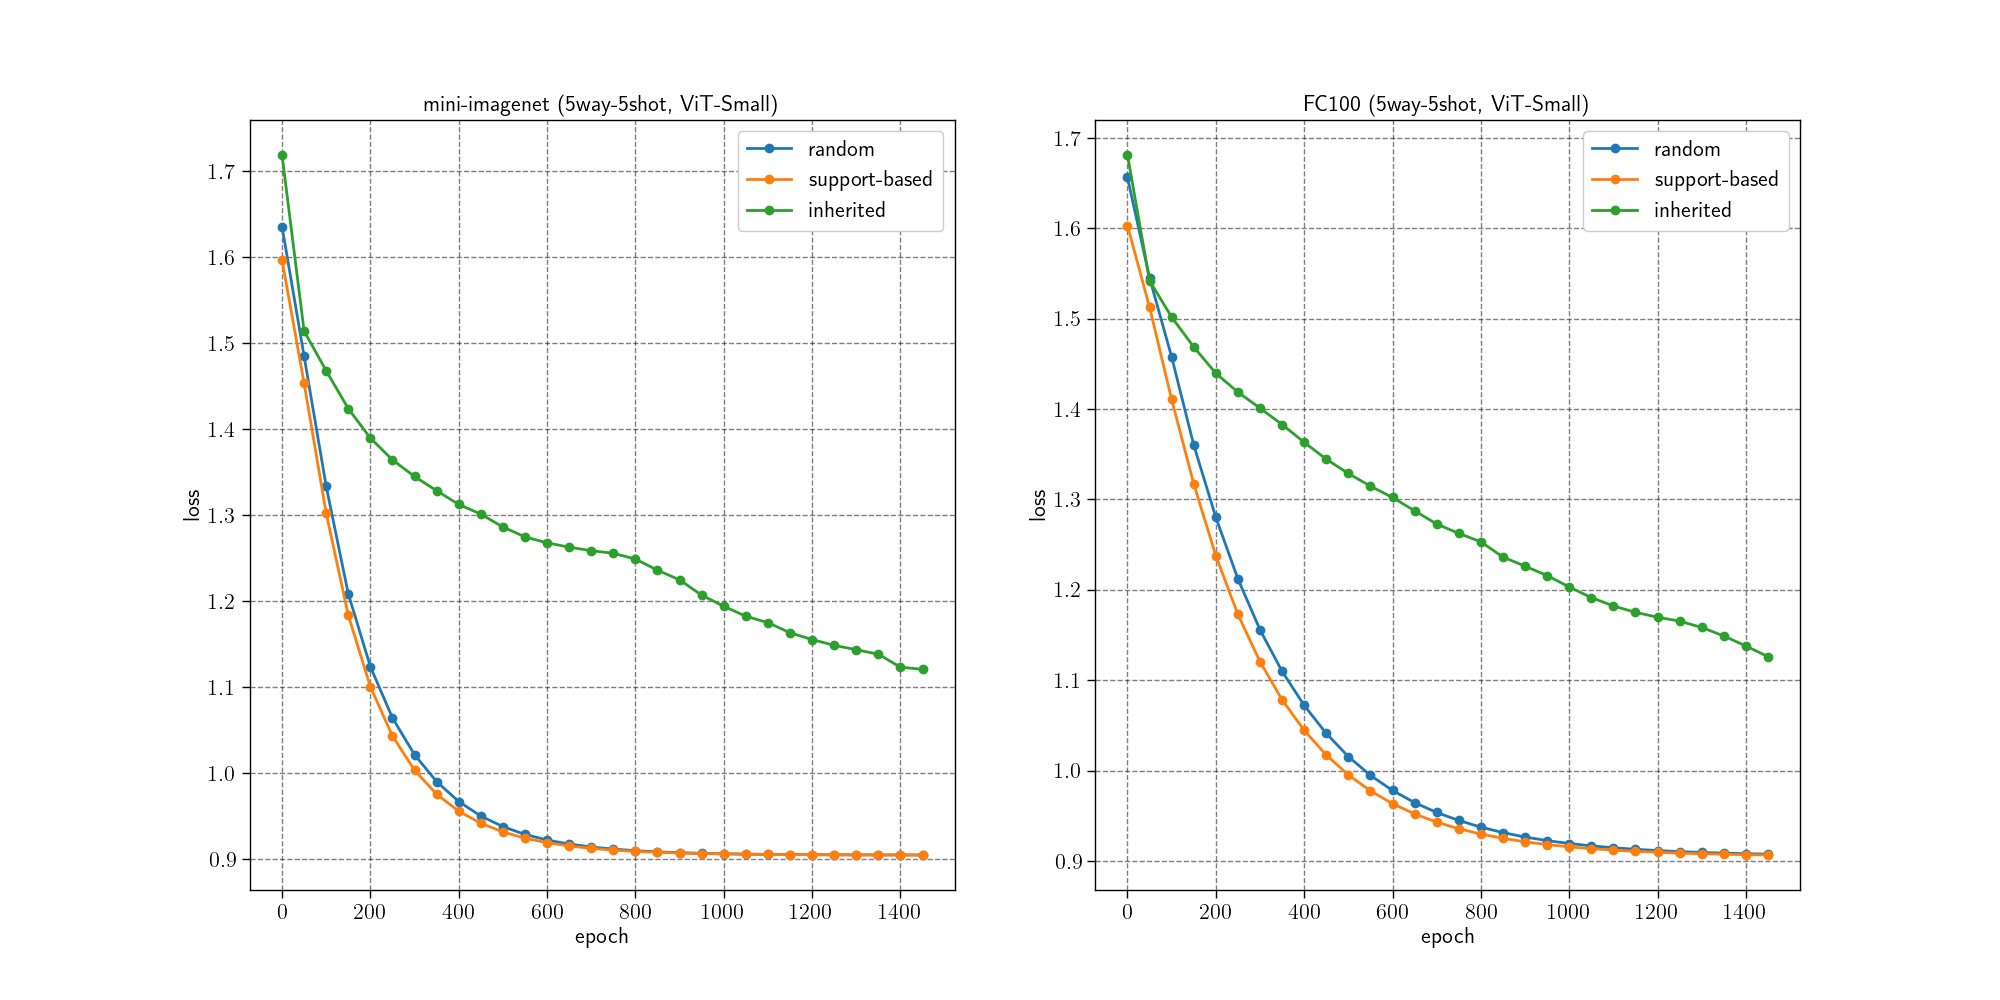 mini-imagenet (5way-5shot, ViT-Small)
random
support-based
inherited
1.7
1.6
1.5
1.4
1.3
1.2
1.1
1.0
0.9
loss
0 200 400 600 800 1000 1200 1400
epoch
FC100 (5way-5shot, ViT-Small)
random
support-based
inherited
1.7
1.6
1.5
1.4
1.3
1.2
1.1
1.0
0.9
loss
0 200 400 600 800 1000 1200 1400
epoch